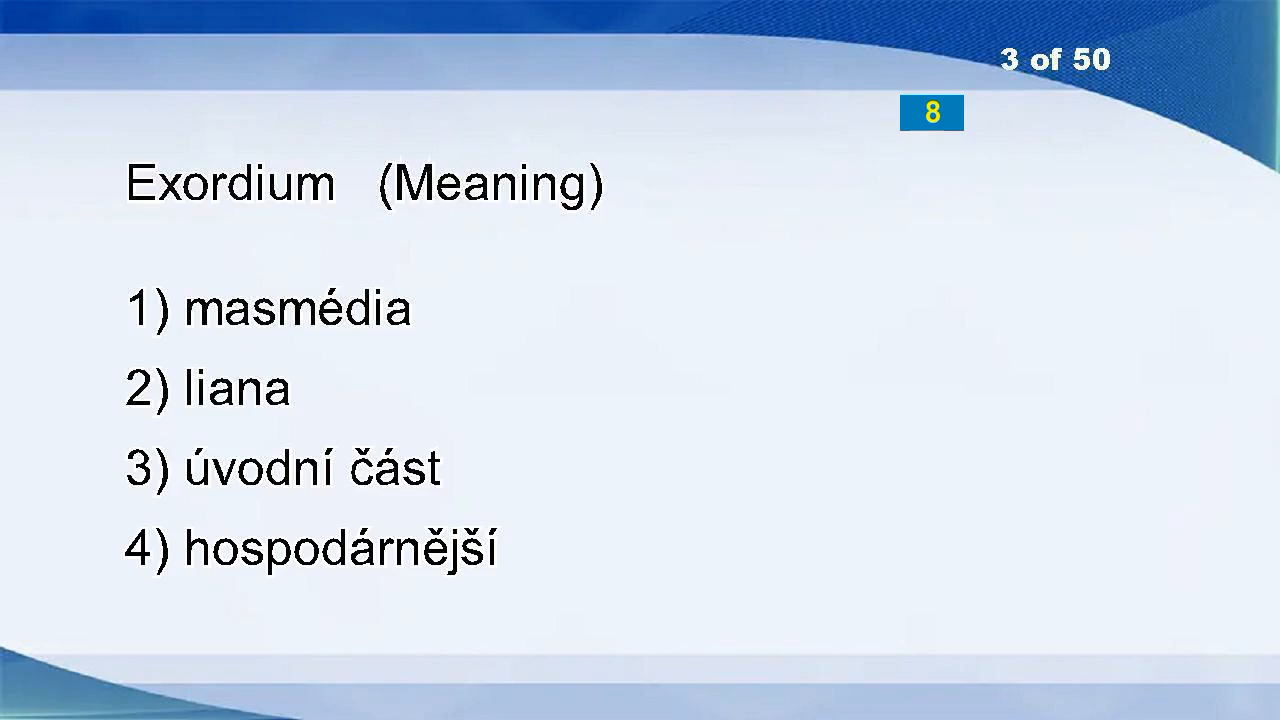 3 of 50
8
Exordium (Meaning)
1) masmédia
2) liana
3) úvodní část
4) hospodárnější